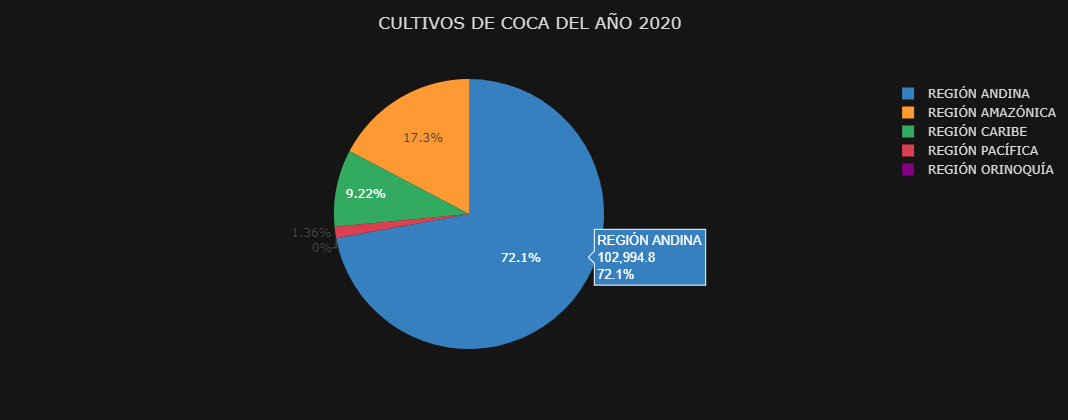 CULTIVOS DE COCA DEL AÑO 2020
REGIÓN ANDINA
REGIÓN AMAZÓNICA
REGIÓN CARIBE
REGIÓN PACÍFICA
REGIÓN ORINOQUÍA
17.3%
9.22%
1.36%
0%
72.1%
REGIÓN ANDINA
102,994.8
72.1%